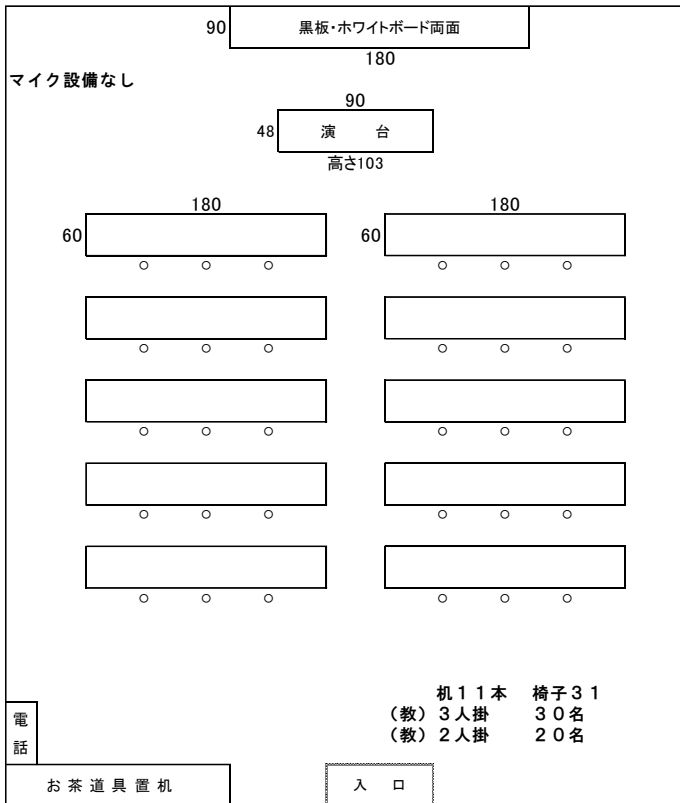 90
黒板・ホワイトボード両面
180
マイク設備なし
90
48
演　台
高さ103
180
180
60
60
机１１本　椅子３１
（教）３人掛　３０名
（教）２人掛　２０名
電話
お茶道具置机
入　口